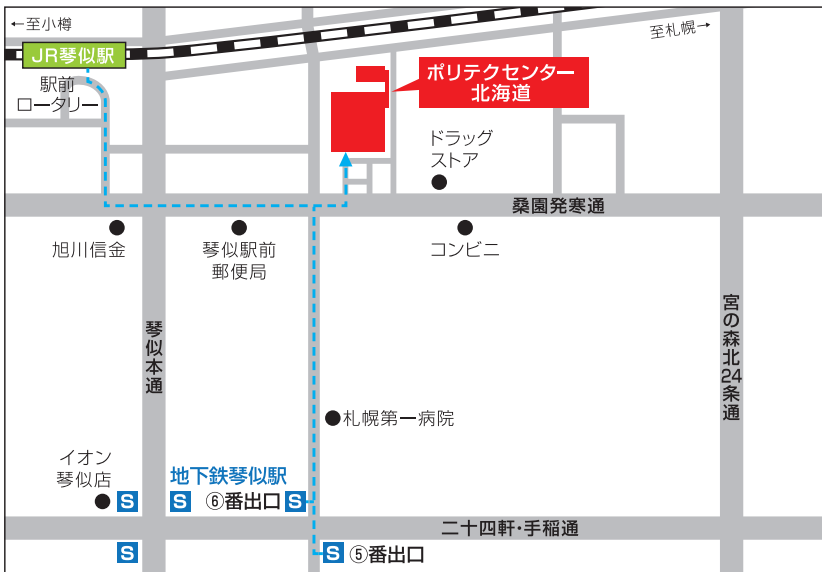 ←至小樽
至札幌→
JR琴似駅
駅前
ロータリー
ポリテクセンター
北海道
ドラッグ
ストア
桑園発寒通
旭川信金
琴似駅前
郵便局
コンビニ
琴似本通
宮の森北24条通
札幌第一病院
イオン
琴似店
地下鉄琴似駅
S
S
⑥番出口 S
二十四軒・手稲通
S
S ⑤番出口